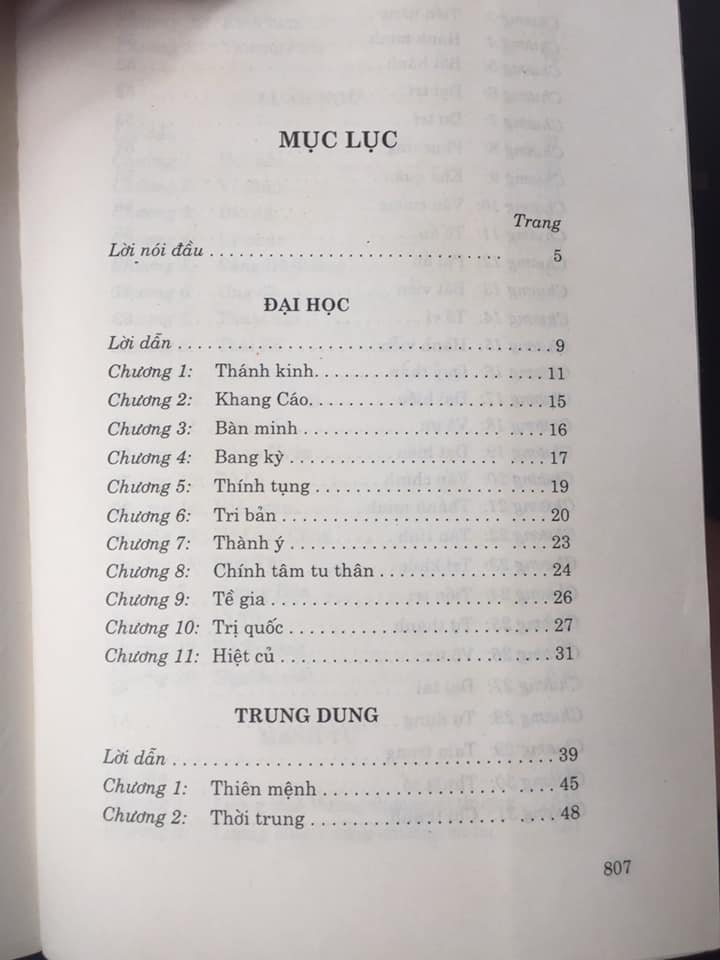 MỤC LỤC
Trang
Lời nói đầu . . . . . . . . . . . . . . . . . . . . . . . . . . . . . . 5
ĐẠI HỌC
Lời dẫn . . . . . . . . . . . . . . . . . . . . . . . . . . . . . . . . 9
Chương 1: Thánh kinh. . . . . . . . . . . . . . . . . . . . 11
Chương 2: Khang Cáo. . . . . . . . . . . . . . . . . . . . 15
Chương 3: Bàn minh . . . . . . . . . . . . . . . . . . . . 16
Chương 4: Bang kỳ . . . . . . . . . . . . . . . . . . . . . 17
Chương 5: Thính tụng . . . . . . . . . . . . . . . . . . . 19
Chương 6: Tri bản . . . . . . . . . . . . . . . . . . . . . . 20
Chương 7: Thành ý . . . . . . . . . . . . . . . . . . . . . 23
Chương 8: Chính tâm tu thân . . . . . . . . . . . . . . 24
Chương 9: Tề gia . . . . . . . . . . . . . . . . . . . . . . . 26
Chương 10: Trị quốc . . . . . . . . . . . . . . . . . . . . . 27
Chương 11: Hiệt củ . . . . . . . . . . . . . . . . . . . . . . 31
TRUNG DUNG
Lời dẫn . . . . . . . . . . . . . . . . . . . . . . . . . . . . . . 39
Chương 1: Thiên mệnh . . . . . . . . . . . . . . . . . . . 45
Chương 2: Thời trung . . . . . . . . . . . . . . . . . . . . 48
807